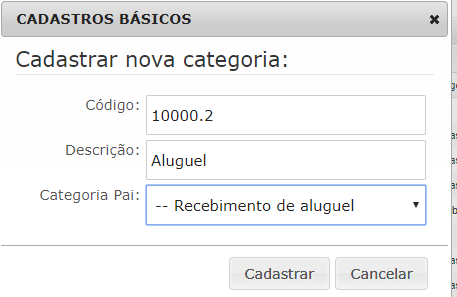 CADASTROS BÁSICOS
Cadastrar nova categoria:
Código: 10000.2
Descrição: Aluguel
Categoria Pai: -- Recebimento de aluguel
Cadastrar Cancelar